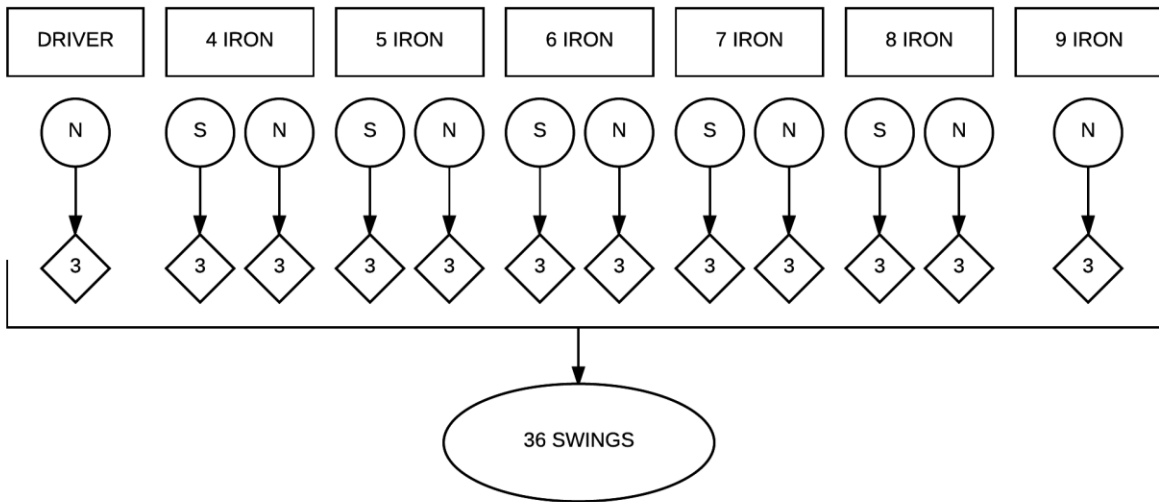 DRIVER 4 IRON 5 IRON 6 IRON 7 IRON 8 IRON 9 IRON
N S N S N S N S N S N N
3 3 3 3 3 3 3 3 3 3 3 3
36 SWINGS